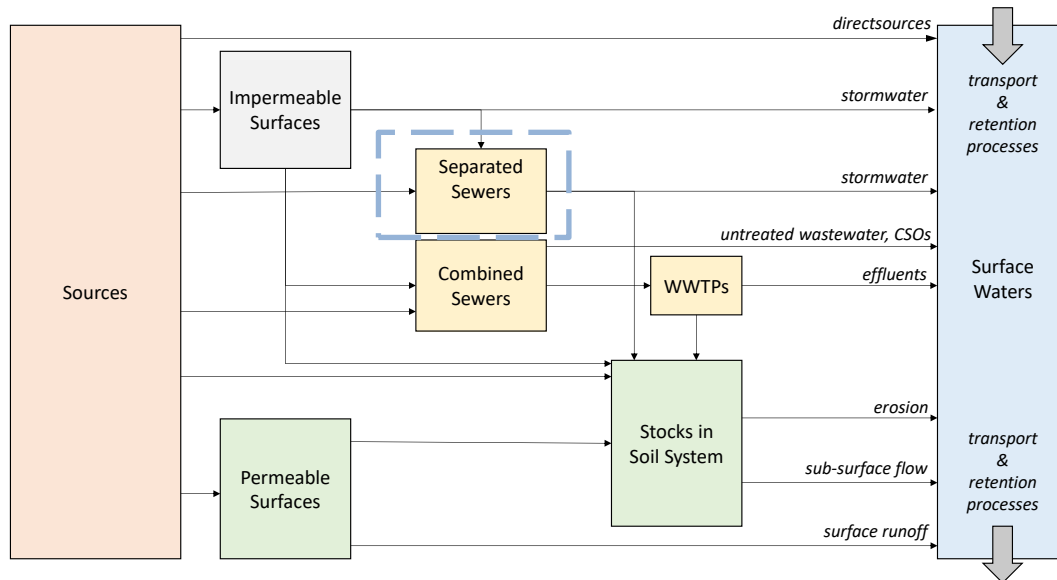 directsources
transport
&
retention
processes
Impermeable
Surfaces
stormwater
Separated
Sewers
stormwater
untreated wastewater, CSOs
Combined
Sewers
WWTPs
effluents
Sources
Surface
Waters
Stocks in
Soil System
erosion
sub-surface flow
transport
&
retention
processes
Permeable
Surfaces
surface runoff